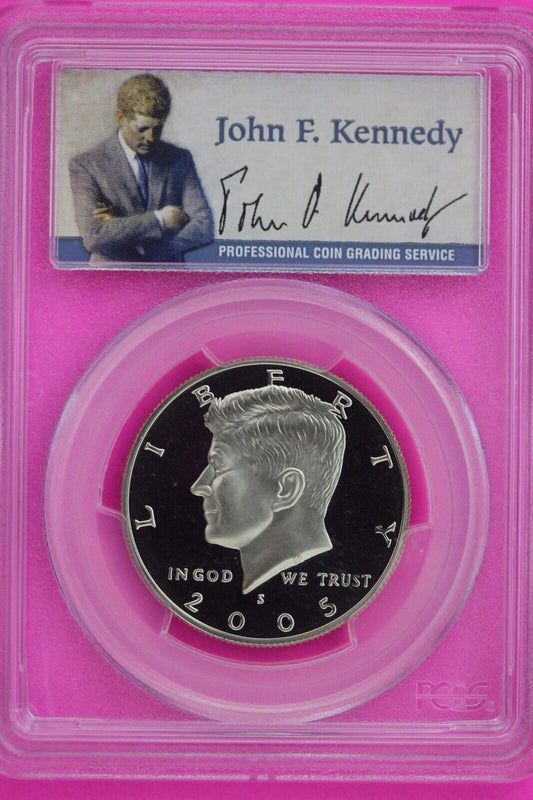 John F. Kennedy
John F. Kennedy
PROFESSIONAL COIN GRADING SERVICE
LIBERTY
IN GOD WE TRUST
S
2005
PCGS